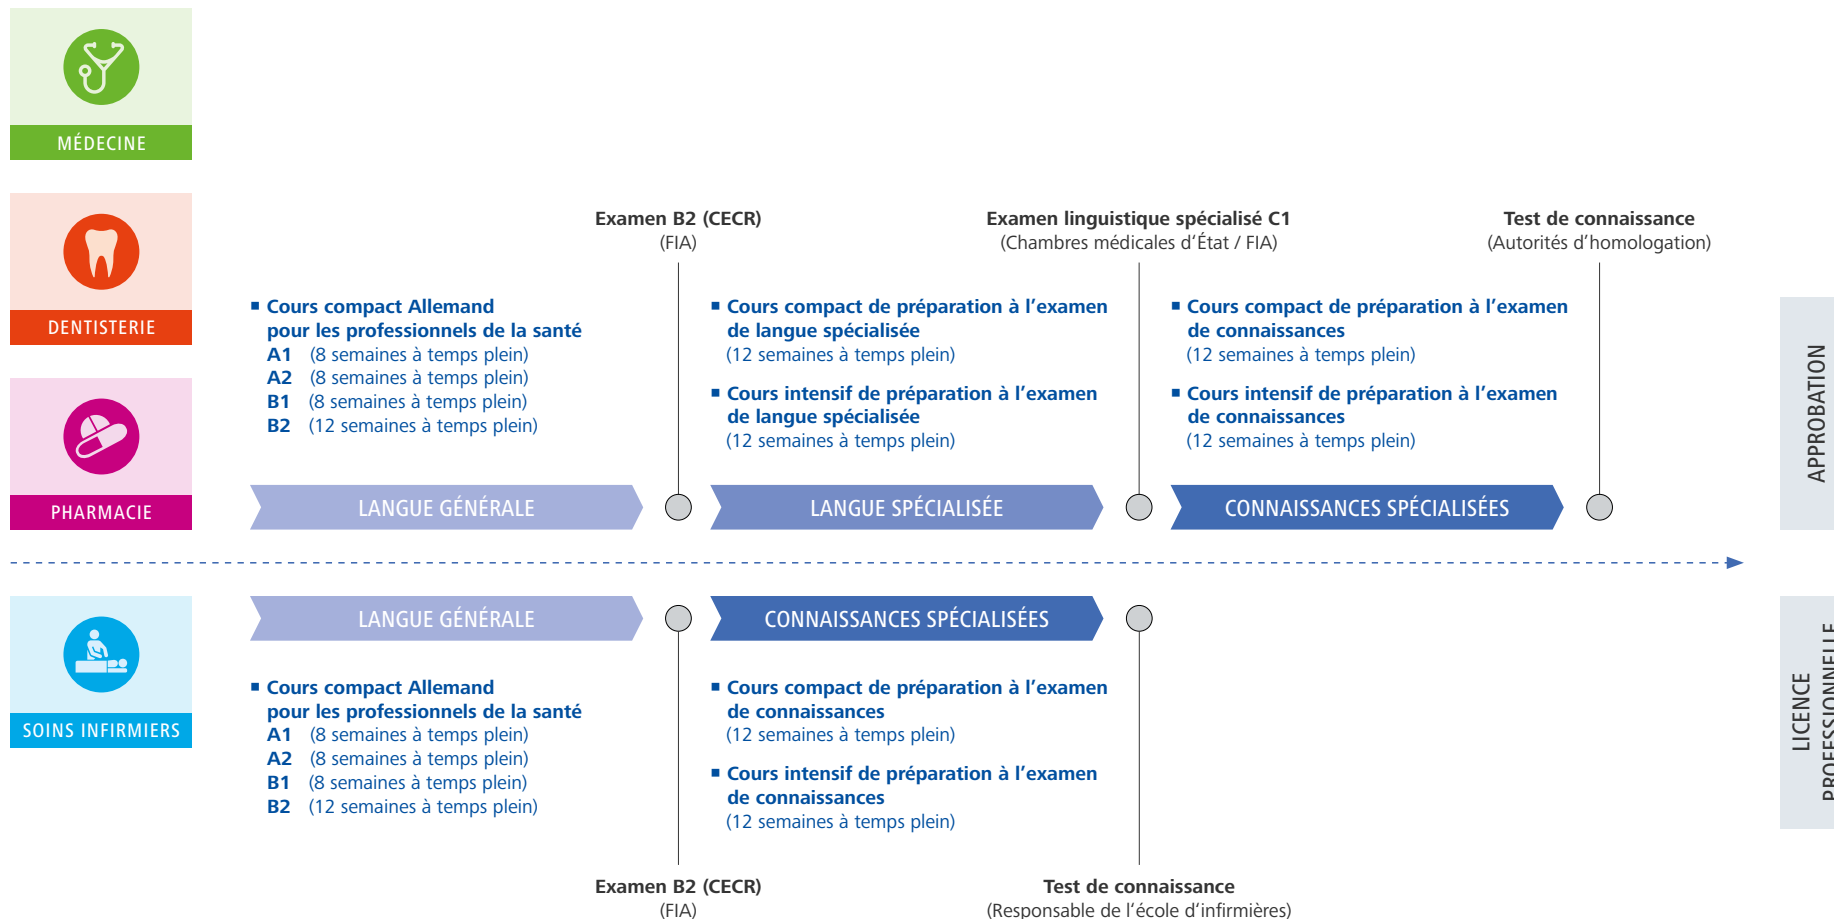 MÉDECINE
DENTISTERIE
PHARMACIE
Examen B2 (CECR)
(FIA)
Examen linguistique spécialisé C1
(Chambres médicales d‘État / FIA)
Test de connaissance
(Autorités d’homologation)
▪ Cours compact Allemand
pour les professionnels de la santé
A1 (8 semaines à temps plein)
A2 (8 semaines à temps plein)
B1 (8 semaines à temps plein)
B2 (12 semaines à temps plein)
▪ Cours compact de préparation à l’examen
de langue spécialisée
(12 semaines à temps plein)
▪ Cours intensif de préparation à l’examen
de langue spécialisée
(12 semaines à temps plein)
▪ Cours compact de préparation à l’examen
de connaissances
(12 semaines à temps plein)
▪ Cours intensif de préparation à l’examen
de connaissances
(12 semaines à temps plein)
LANGUE GÉNÉRALE
LANGUE SPÉCIALISÉE
CONNAISSANCES SPÉCIALISÉES
APPROBATION
SOINS INFIRMIERS
LANGUE GÉNÉRALE
CONNAISSANCES SPÉCIALISÉES
▪ Cours compact Allemand
pour les professionnels de la santé
A1 (8 semaines à temps plein)
A2 (8 semaines à temps plein)
B1 (8 semaines à temps plein)
B2 (12 semaines à temps plein)
▪ Cours compact de préparation à l’examen
de connaissances
(12 semaines à temps plein)
▪ Cours intensif de préparation à l’examen
de connaissances
(12 semaines à temps plein)
Examen B2 (CECR)
(FIA)
Test de connaissance
(Responsable de l‘école d‘infirmières)
LICENCE
PROFESSIONNELLE